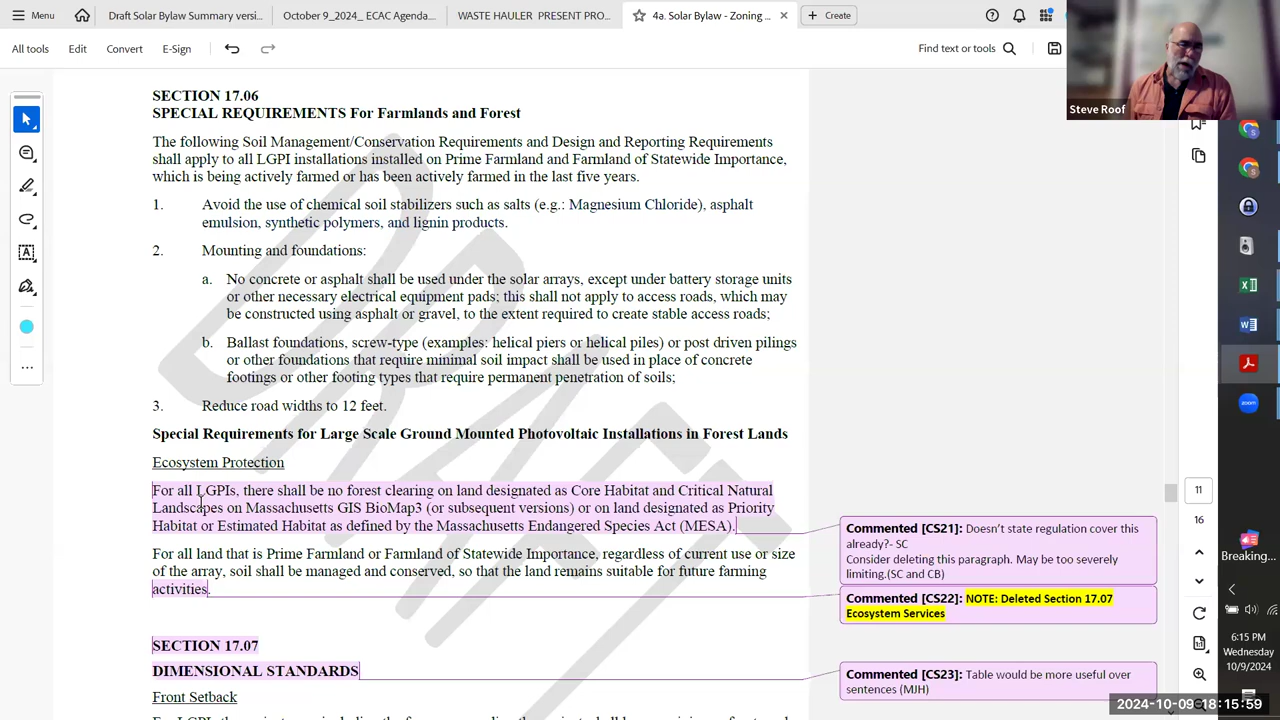 Menu
Draft Solar Bylaw Summary versi...
October 9_2024_ ECAC Agenda...
WASTE HAULER PRESENT PRO...
4a. Solar Bylaw - Zoning ...
Create
All tools
Edit
Convert
E-Sign
Find text or tools
Steve Roof
SECTION 17.06
SPECIAL REQUIREMENTS For Farmlands and Forest
The following Soil Management/Conservation Requirements and Design and Reporting Requirements
shall apply to all LGPI installations installed on Prime Farmland and Farmland of Statewide Importance,
which is being actively farmed or has been actively farmed in the last five years.
1. Avoid the use of chemical soil stabilizers such as salts (e.g.: Magnesium Chloride), asphalt
emulsion, synthetic polymers, and lignin products.
2. Mounting and foundations:
a. No concrete or asphalt shall be used under the solar arrays, except under battery storage units
or other necessary electrical equipment pads; this shall not apply to access roads, which may
be constructed using asphalt or gravel, to the extent required to create stable access roads;
b. Ballast foundations, screw-type (examples: helical piers or helical piles) or post driven pilings
or other foundations that require minimal soil impact shall be used in place of concrete
footings or other footing types that require permanent penetration of soils;
3. Reduce road widths to 12 feet.
Special Requirements for Large Scale Ground Mounted Photovoltaic Installations in Forest Lands
Ecosystem Protection
For all LGPIs, there shall be no forest clearing on land designated as Core Habitat and Critical Natural
Landscapes on Massachusetts GIS BioMap3 (or subsequent versions) or on land designated as Priority
Habitat or Estimated Habitat as defined by the Massachusetts Endangered Species Act (MESA).
For all land that is Prime Farmland or Farmland of Statewide Importance, regardless of current use or size
of the array, soil shall be managed and conserved, so that the land remains suitable for future farming
activities.
SECTION 17.07
DIMENSIONAL STANDARDS
Front Setback
DRAFT
Commented [CS21]: Doesn't state regulation cover this
already?- SC
Consider deleting this paragraph. May be too severely
limiting.(SC and CB)
Commented [CS22]: NOTE: Deleted Section 17.07
Ecosystem Services
Commented [CS23]: Table would be more useful over
sentences (MJH)
11
16
zoom
Breaking...
6:15 PM
Wednesday
10/9/2024
2024-10-09 18:15:59